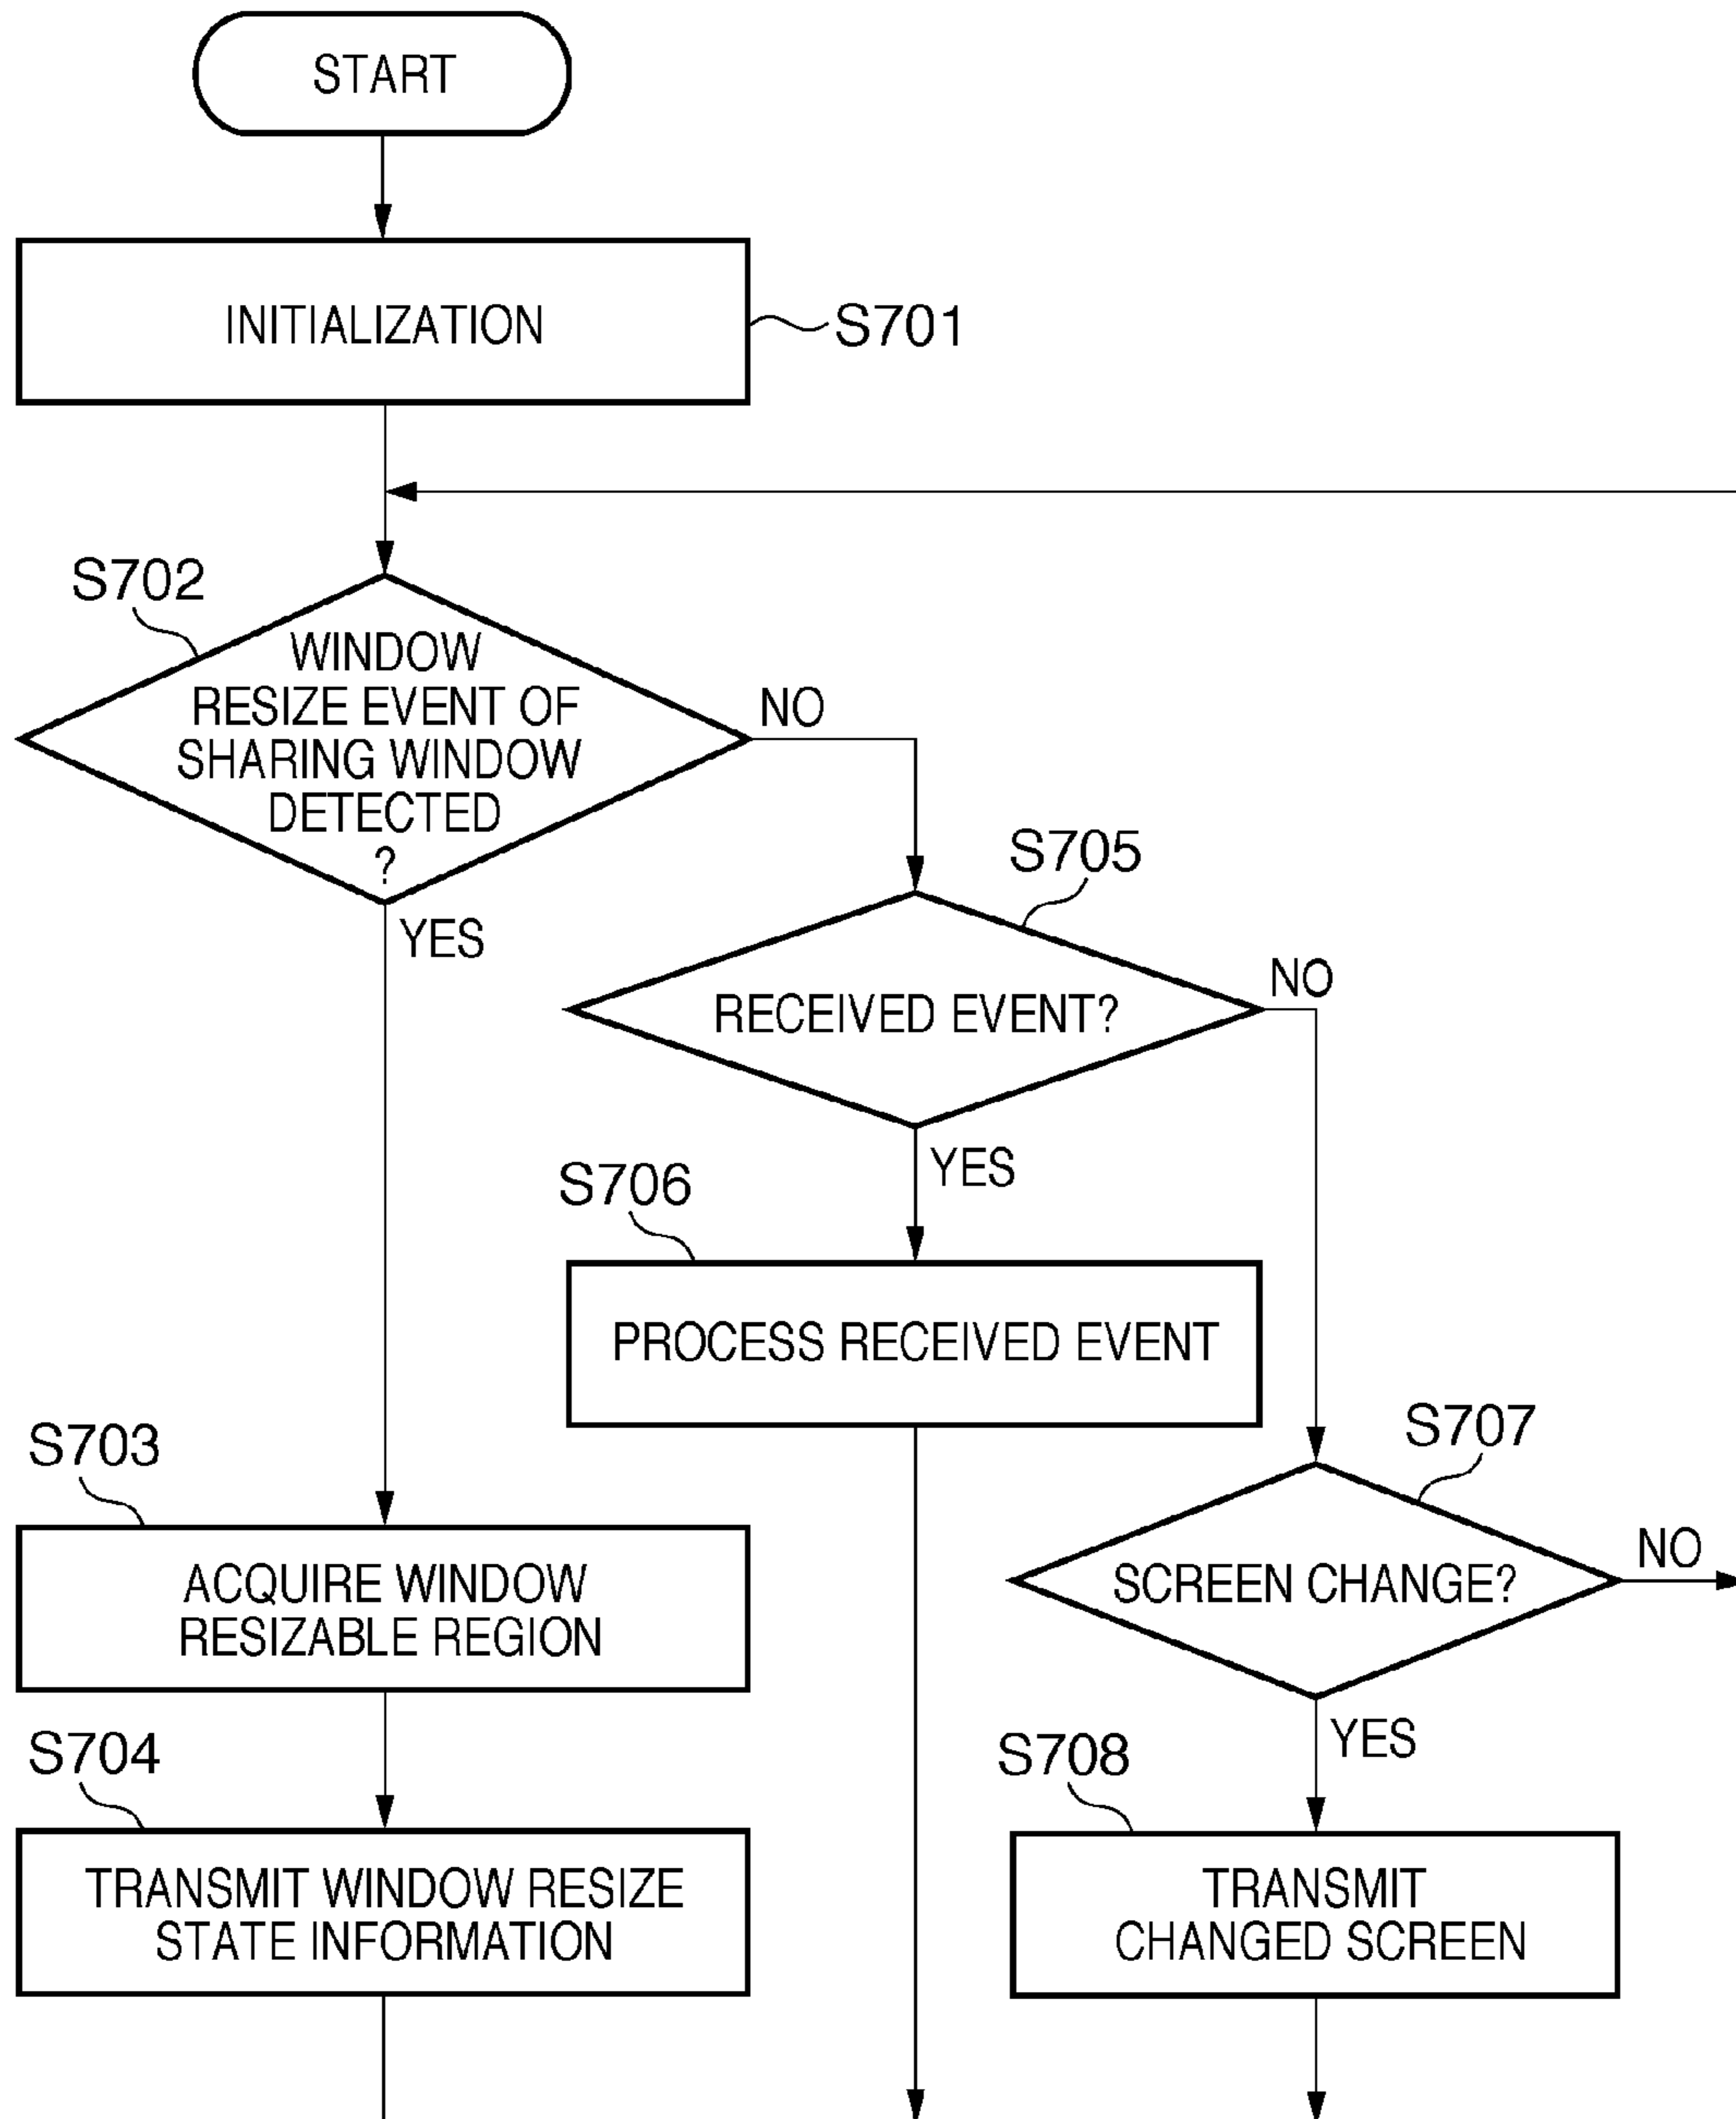 START
INITIALIZATION
S701
S702
WINDOW
RESIZE EVENT OF
SHARING WINDOW
DETECTED
?
NO
YES
S705
RECEIVED EVENT?
NO
YES
S706
PROCESS RECEIVED EVENT
S703
ACQUIRE WINDOW
RESIZABLE REGION
S707
SCREEN CHANGE?
NO
YES
S704
TRANSMIT WINDOW RESIZE
STATE INFORMATION
S708
TRANSMIT
CHANGED SCREEN